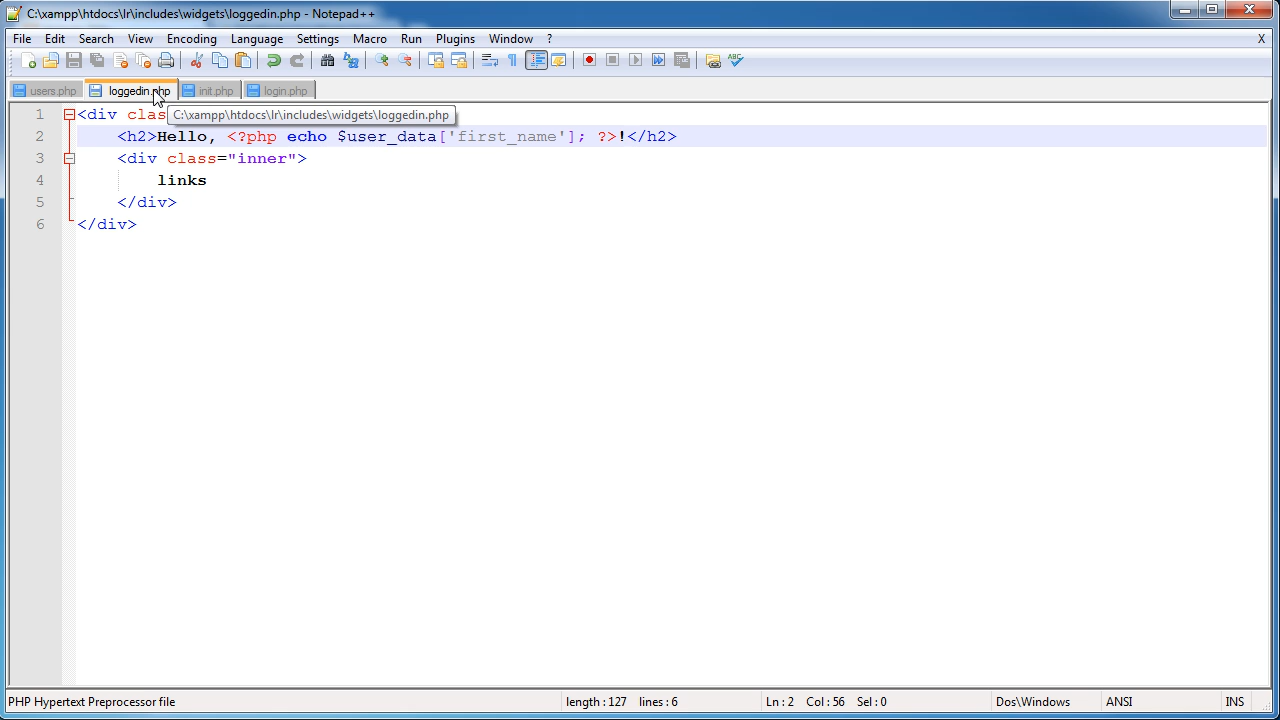 C:\xampp\htdocs\lr\includes\widgets\loggedin.php - Notepad++
File Edit Search View Encoding Language Settings Macro Run Plugins Window ? X
users.php loggedin.php init.php login.php
C:\xampp\htdocs\lr\includes\widgets\loggedin.php
1 <div clas
2 <h2>Hello, <?php echo $user_data['first_name']; ?>!</h2>
3 <div class="inner">
4 links
5 </div>
6 </div>
PHP Hypertext Preprocessor file length : 127 lines : 6 Ln : 2 Col : 56 Sel : 0 Dos\Windows ANSI INS